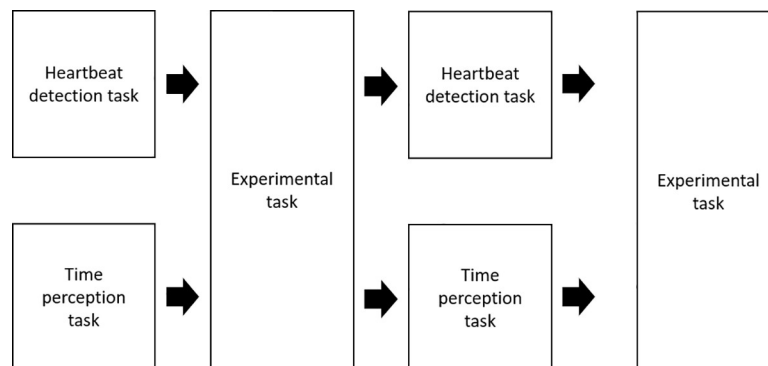 Heartbeat
detection task
Time
perception
task
Experimental
task
Heartbeat
detection task
Time
perception
task
Experimental
task